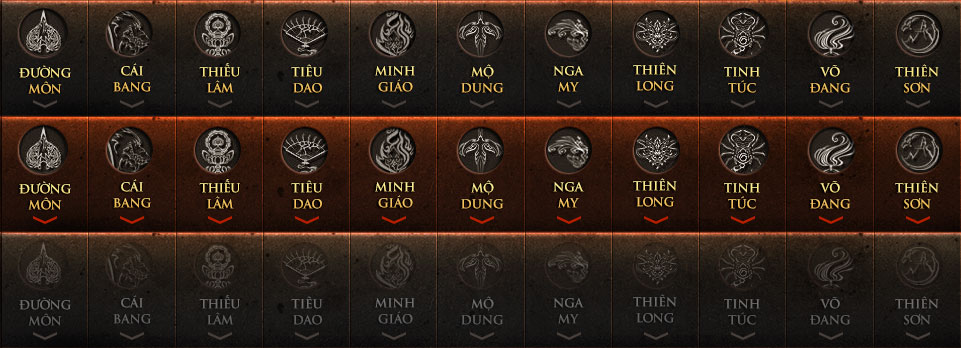 ĐƯỜNG MÔN
CÁI BANG
THIẾU LÂM
TIÊU DAO
MINH GIÁO
MỘ DUNG
NGA MY
THIÊN LONG
TINH TÚC
VÕ ĐANG
THIÊN SƠN
ĐƯỜNG MÔN
CÁI BANG
THIẾU LÂM
TIÊU DAO
MINH GIÁO
MỘ DUNG
NGA MY
THIÊN LONG
TINH TÚC
VÕ ĐANG
THIÊN SƠN
ĐƯỜNG MÔN
CÁI BANG
THIẾU LÂM
TIÊU DAO
MINH GIÁO
MỘ DUNG
NGA MY
THIÊN LONG
TINH TÚC
VÕ ĐANG
THIÊN SƠN